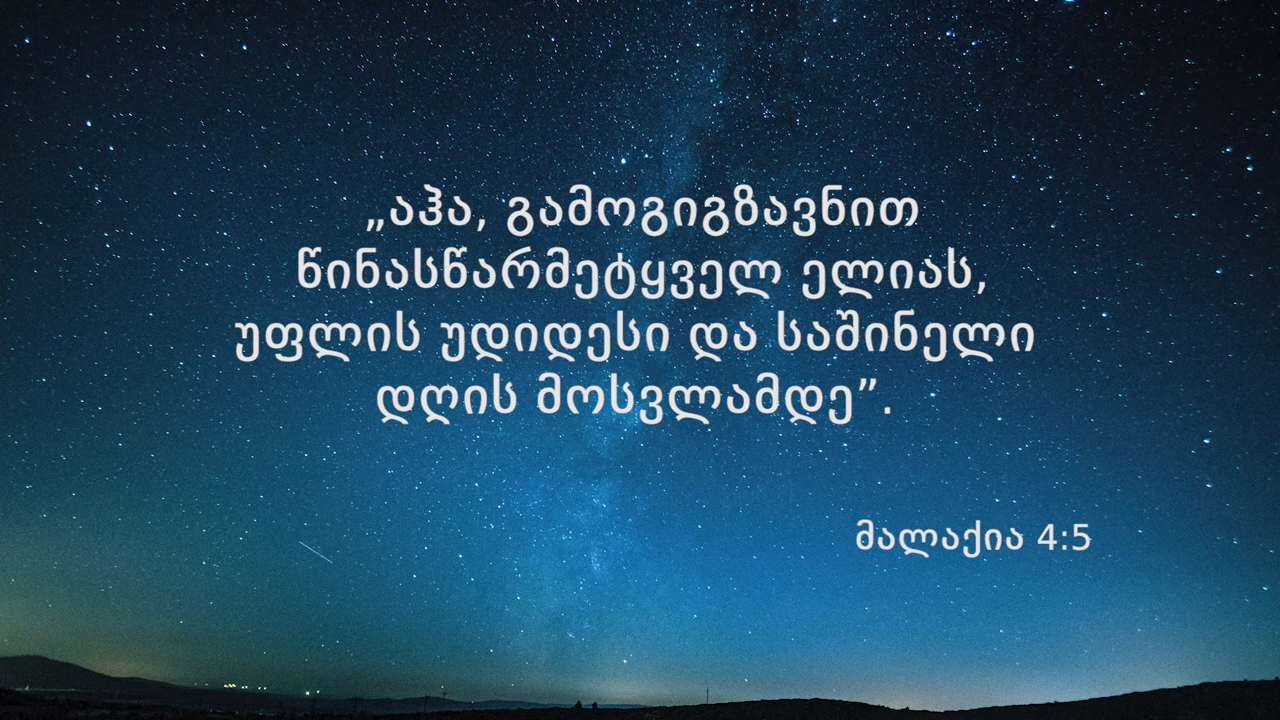 „აჰა, გამოგიგზავნით
წინასწარმეტყველ ელიას,
უფლის უდიდესი და საშინელი
დღის მოსვლამდე”.
მალაქია 4:5